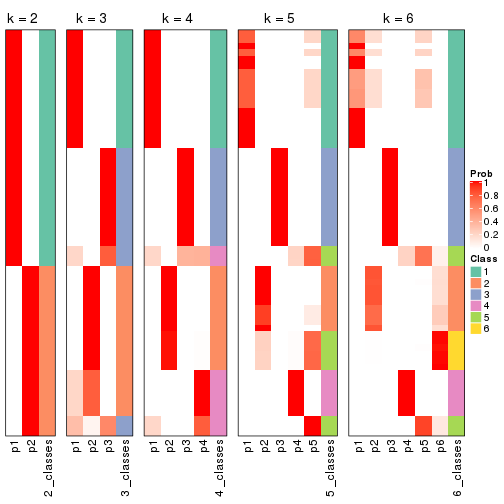 k = 2
k = 3
k = 4
k = 5
k = 6
p1
p2
2_classes
p1
p2
p3
3_classes
p1
p2
p3
p4
4_classes
p1
p2
p3
p4
p5
5_classes
p1
p2
p3
p4
p5
p6
6_classes
Prob
1
0.8
0.6
0.4
0.2
0
Class
1
2
3
4
5
6